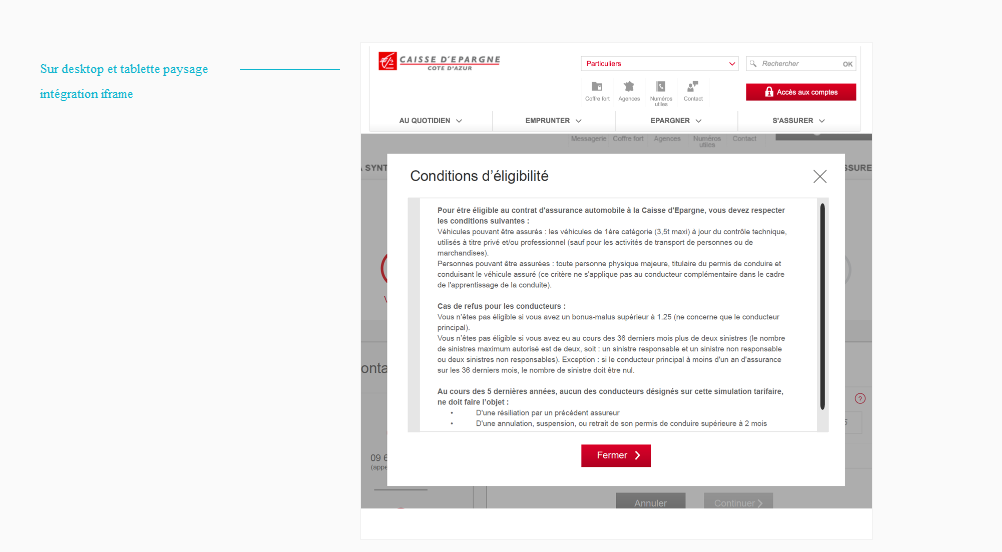 Sur desktop et tablette paysage
intégration iframe
CAISSE D'EPARGNE
COTE D'AZUR
Particuliers
Rechercher
OK
Coffre fort
Agences
Numéros
utiles
Contact
Accès aux comptes
AU QUOTIDIEN
EMPRUNTER
EPARGNER
S'ASSURER
Messagerie
Coffre fort
Agences
Numéros
utiles
Contact
SYNT
SSURE
Conditions d'éligibilité
Pour être éligible au contrat d'assurance automobile à la Caisse d'Epargne, vous devez respecter
les conditions suivantes :
Véhicules pouvant être assurés : les véhicules de 1ère catégorie (3,5t maxi) à jour du contrôle technique,
utilisés à titre privé et/ou professionnel (sauf pour les activités de transport de personnes ou de
marchandises).
Personnes pouvant être assurées : toute personne physique majeure, titulaire du permis de conduire et
conduisant le véhicule assuré (ce critère ne s'applique pas au conducteur complémentaire dans le cadre
de l'apprentissage de la conduite).
Cas de refus pour les conducteurs :
Vous n'êtes pas éligible si vous avez un bonus-malus supérieur à 1,25 (ne concerne que le conducteur
principal).
Vous n'êtes pas éligible si vous avez eu au cours des 36 derniers mois plus de deux sinistres (le nombre
de sinistres maximum autorisé est de deux, soit : un sinistre responsable et un sinistre non responsable
ou deux sinistres non responsables). Exception : si le conducteur principal à moins d'un an d'assurance
sur les 36 derniers mois, le nombre de sinistre doit être nul.
Au cours des 5 dernières années, aucun des conducteurs désignés sur cette simulation tarifaire,
ne doit faire l'objet :
• D'une résiliation par un précédent assureur
• D'une annulation, suspension, ou retrait de son permis de conduire supérieure à 2 mois
onta
?
09 6
(appe
Fermer
Annuler
Continuer